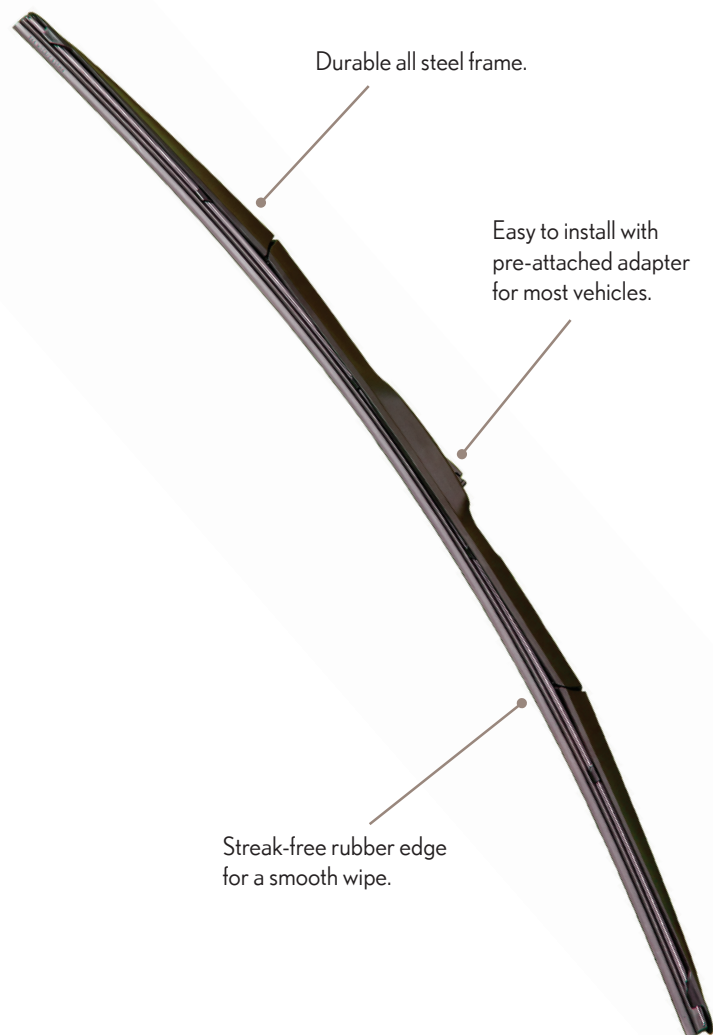 Durable all steel frame.
Easy to install with
pre-attached adapter
for most vehicles.
Streak-free rubber edge
for a smooth wipe.